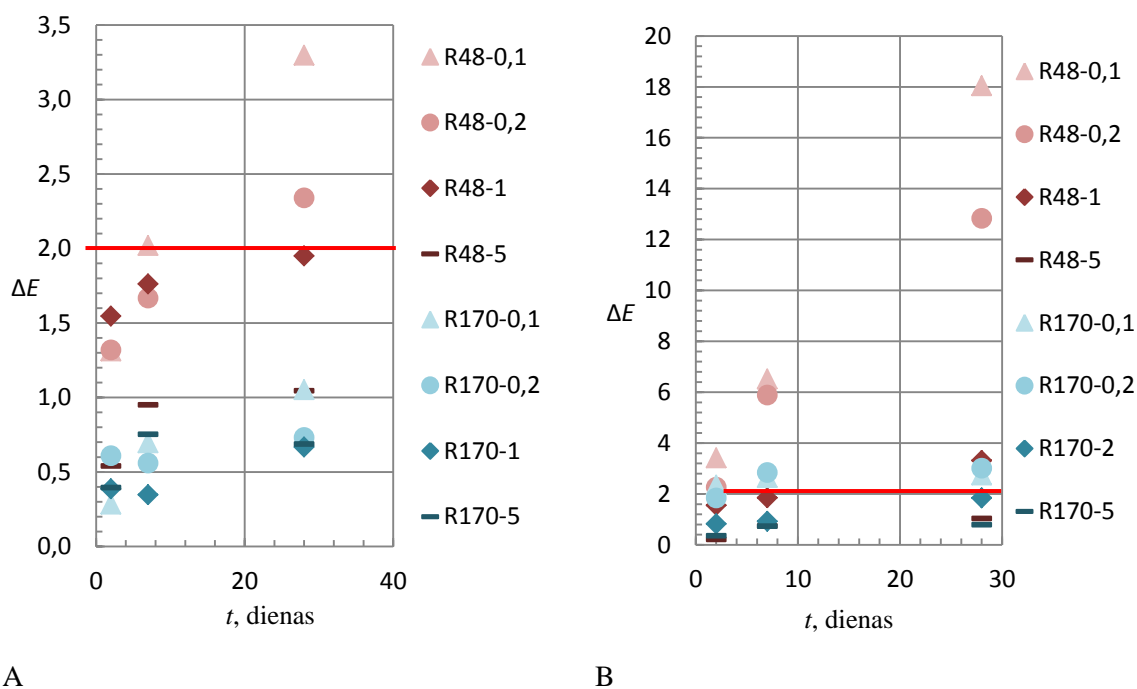 3,5
3,0
2,5
2,0
1,5
1,0
0,5
0,0
ΔE
0
20
40
t, dienas
R48-0,1
R48-0,2
R48-1
R48-5
R170-0,1
R170-0,2
R170-1
R170-5
A
20
18
16
14
12
10
8
6
4
2
0
ΔE
0
10
20
30
t, dienas
R48-0,1
R48-0,2
R48-1
R48-5
R170-0,1
R170-0,2
R170-2
R170-5
B